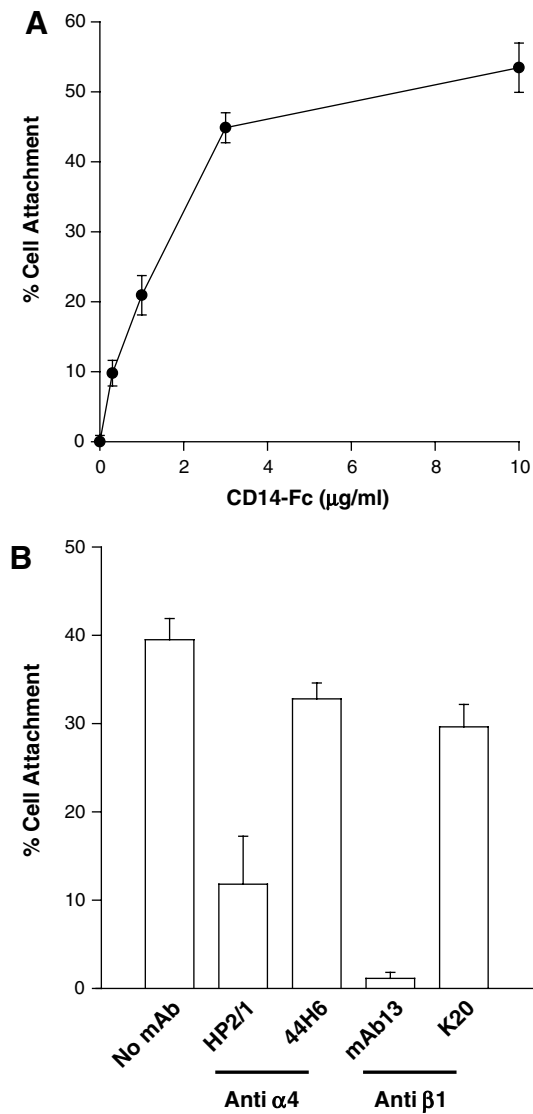 A
60
50
40
30
20
10
0
% Cell Attachment
0 2 4 6 8 10
CD14-Fc (μg/ml)
B
50
40
30
20
10
0
% Cell Attachment
No mAb HP2/1 44H6 mAb13 K20
Anti α4 Anti β1